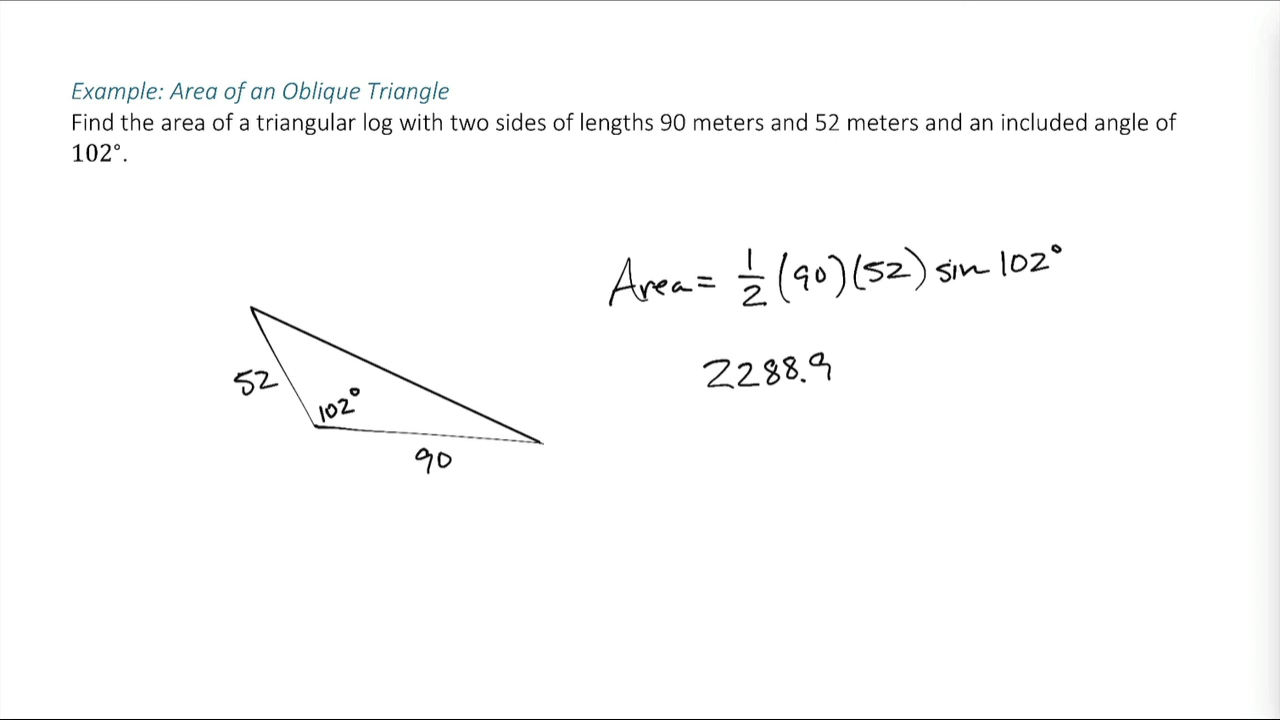 Example: Area of an Oblique Triangle
Find the area of a triangular log with two sides of lengths 90 meters and 52 meters and an included angle of
102°.
Area = 1/2 (90)(52) sin 102°
2288.9
52
102°
90